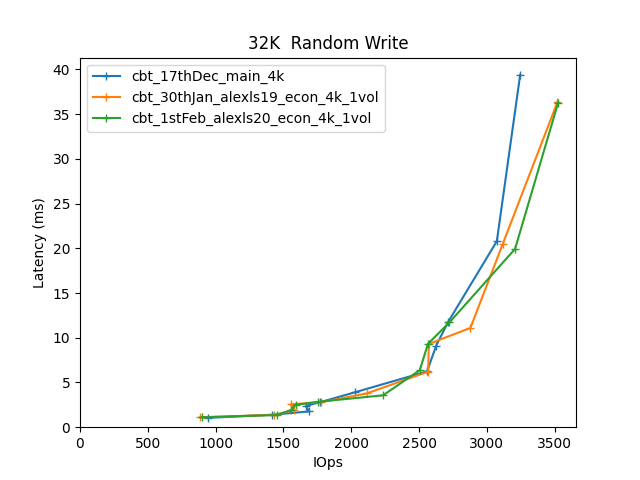 32K  Random Write
cbt_17thDec_main_4k
cbt_30thJan_alexls19_econ_4k_1vol
cbt_1stFeb_alexls20_econ_4k_1vol
Latency (ms)
40
35
30
25
20
15
10
5
0
0 500 1000 1500 2000 2500 3000 3500
IOps